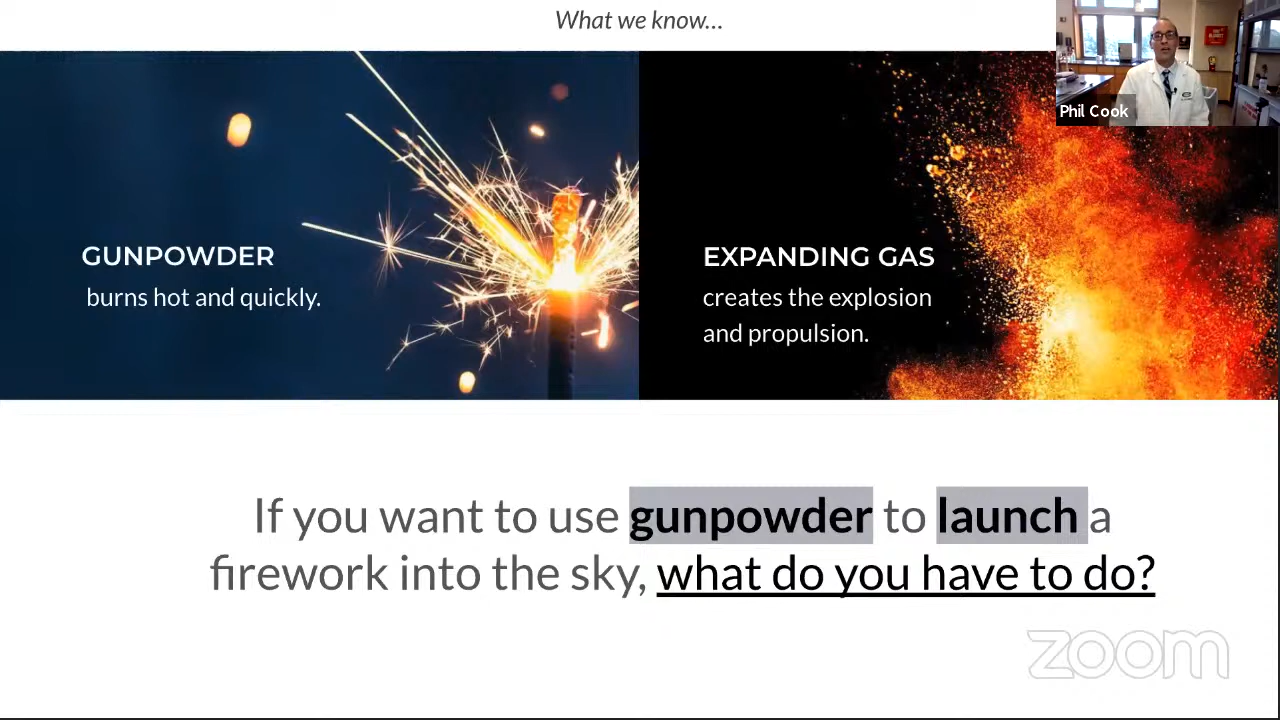 What we know...
Phil Cook
GUNPOWDER
burns hot and quickly.
EXPANDING GAS
creates the explosion
and propulsion.
If you want to use gunpowder to launch a
firework into the sky, what do you have to do?
zoom